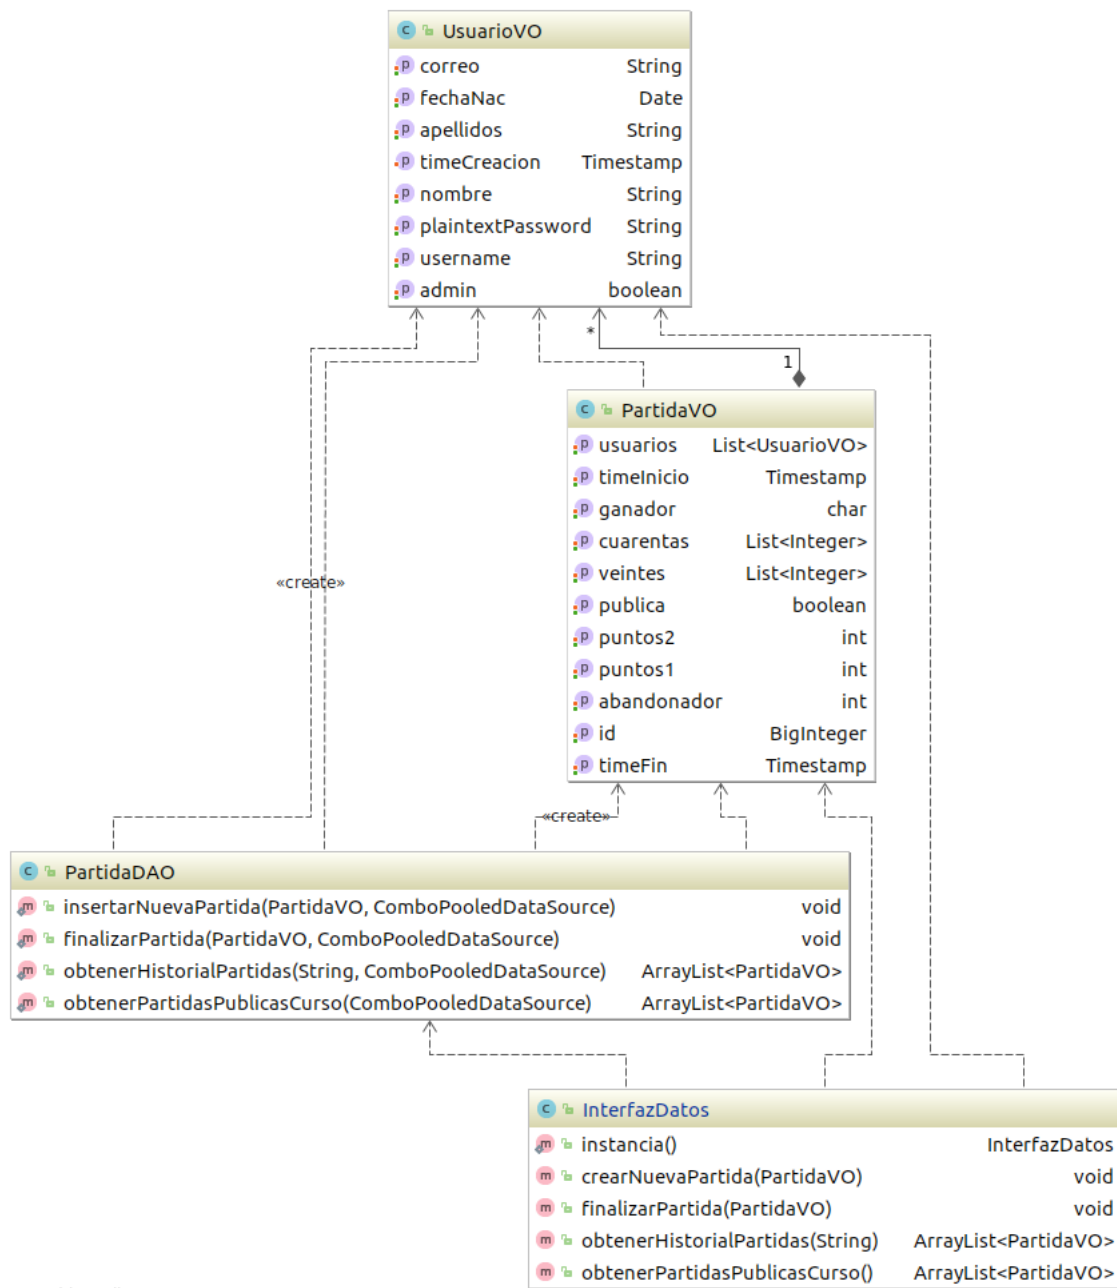 UsuarioVO
correo String
fechaNac Date
apellidos String
timeCreacion Timestamp
nombre String
plaintextPassword String
username String
admin boolean
*
1
PartidaVO
usuarios List<UsuarioVO>
timeInicio Timestamp
ganador char
cuarentas List<Integer>
veintes List<Integer>
publica boolean
puntos2 int
puntos1 int
abandonador int
id BigInteger
timeFin Timestamp
«create»
«create»
PartidaDAO
insertarNuevaPartida(PartidaVO, ComboPooledDataSource) void
finalizarPartida(PartidaVO, ComboPooledDataSource) void
obtenerHistorialPartidas(String, ComboPooledDataSource) ArrayList<PartidaVO>
obtenerPartidasPublicasCurso(ComboPooledDataSource) ArrayList<PartidaVO>
InterfazDatos
instancia() InterfazDatos
crearNuevaPartida(PartidaVO) void
finalizarPartida(PartidaVO) void
obtenerHistorialPartidas(String) ArrayList<PartidaVO>
obtenerPartidasPublicasCurso() ArrayList<PartidaVO>